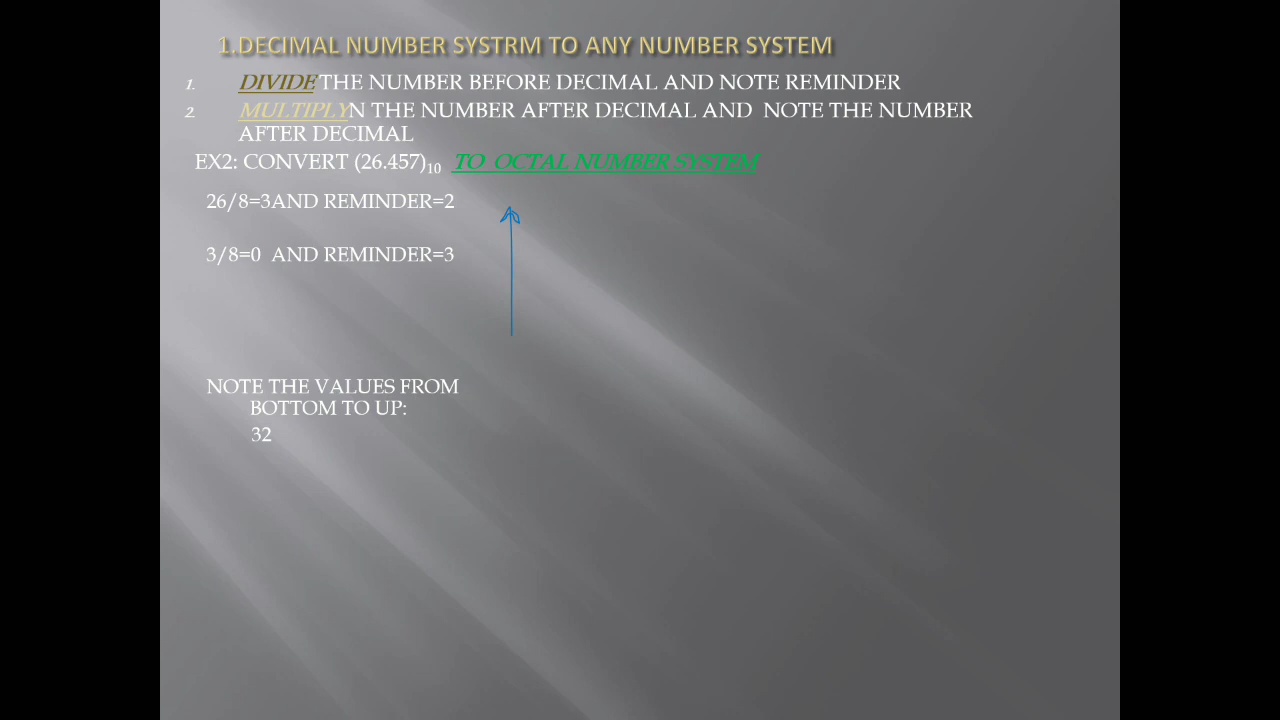 1.DECIMAL NUMBER SYSTRM TO ANY NUMBER SYSTEM
1. DIVIDE THE NUMBER BEFORE DECIMAL AND NOTE REMINDER
2. MULTIPLYN THE NUMBER AFTER DECIMAL AND NOTE THE NUMBER
AFTER DECIMAL
EX2: CONVERT (26.457)₁₀ TO OCTAL NUMBER SYSTEM
26/8=3AND REMINDER=2
3/8=0 AND REMINDER=3
NOTE THE VALUES FROM
BOTTOM TO UP:
32